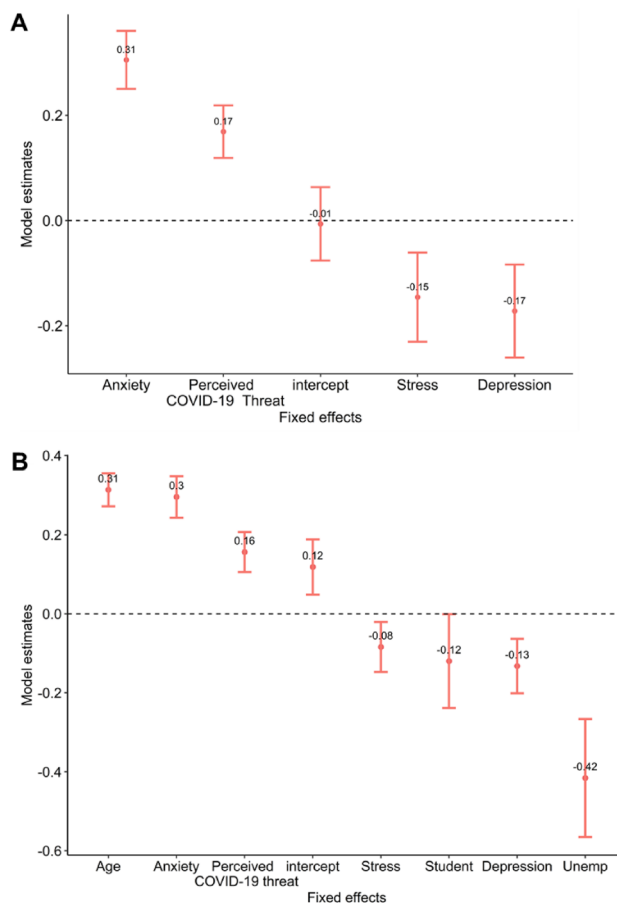 A
0.2
0.0
-0.2
Model estimates
0.31
0.17
-0.01
-0.15
-0.17
Anxiety Perceived intercept Stress Depression
COVID-19 Threat
Fixed effects
B
0.4
0.2
0.0
-0.2
-0.4
-0.6
Model estimates
0.31
0.3
0.16
0.12
-0.08
-0.12
-0.13
-0.42
Age Anxiety Perceived intercept Stress Student Depression Unemp
COVID-19 threat
Fixed effects